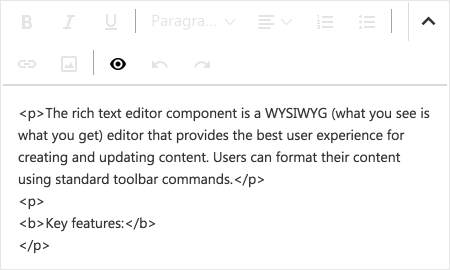 B I Paragra...
<p>The rich text editor component is a WYSIWYG (what you see is
what you get) editor that provides the best user experience for
creating and updating content. Users can format their content
using standard toolbar commands.</p>
<p>
<b>Key features:</b>
</p>